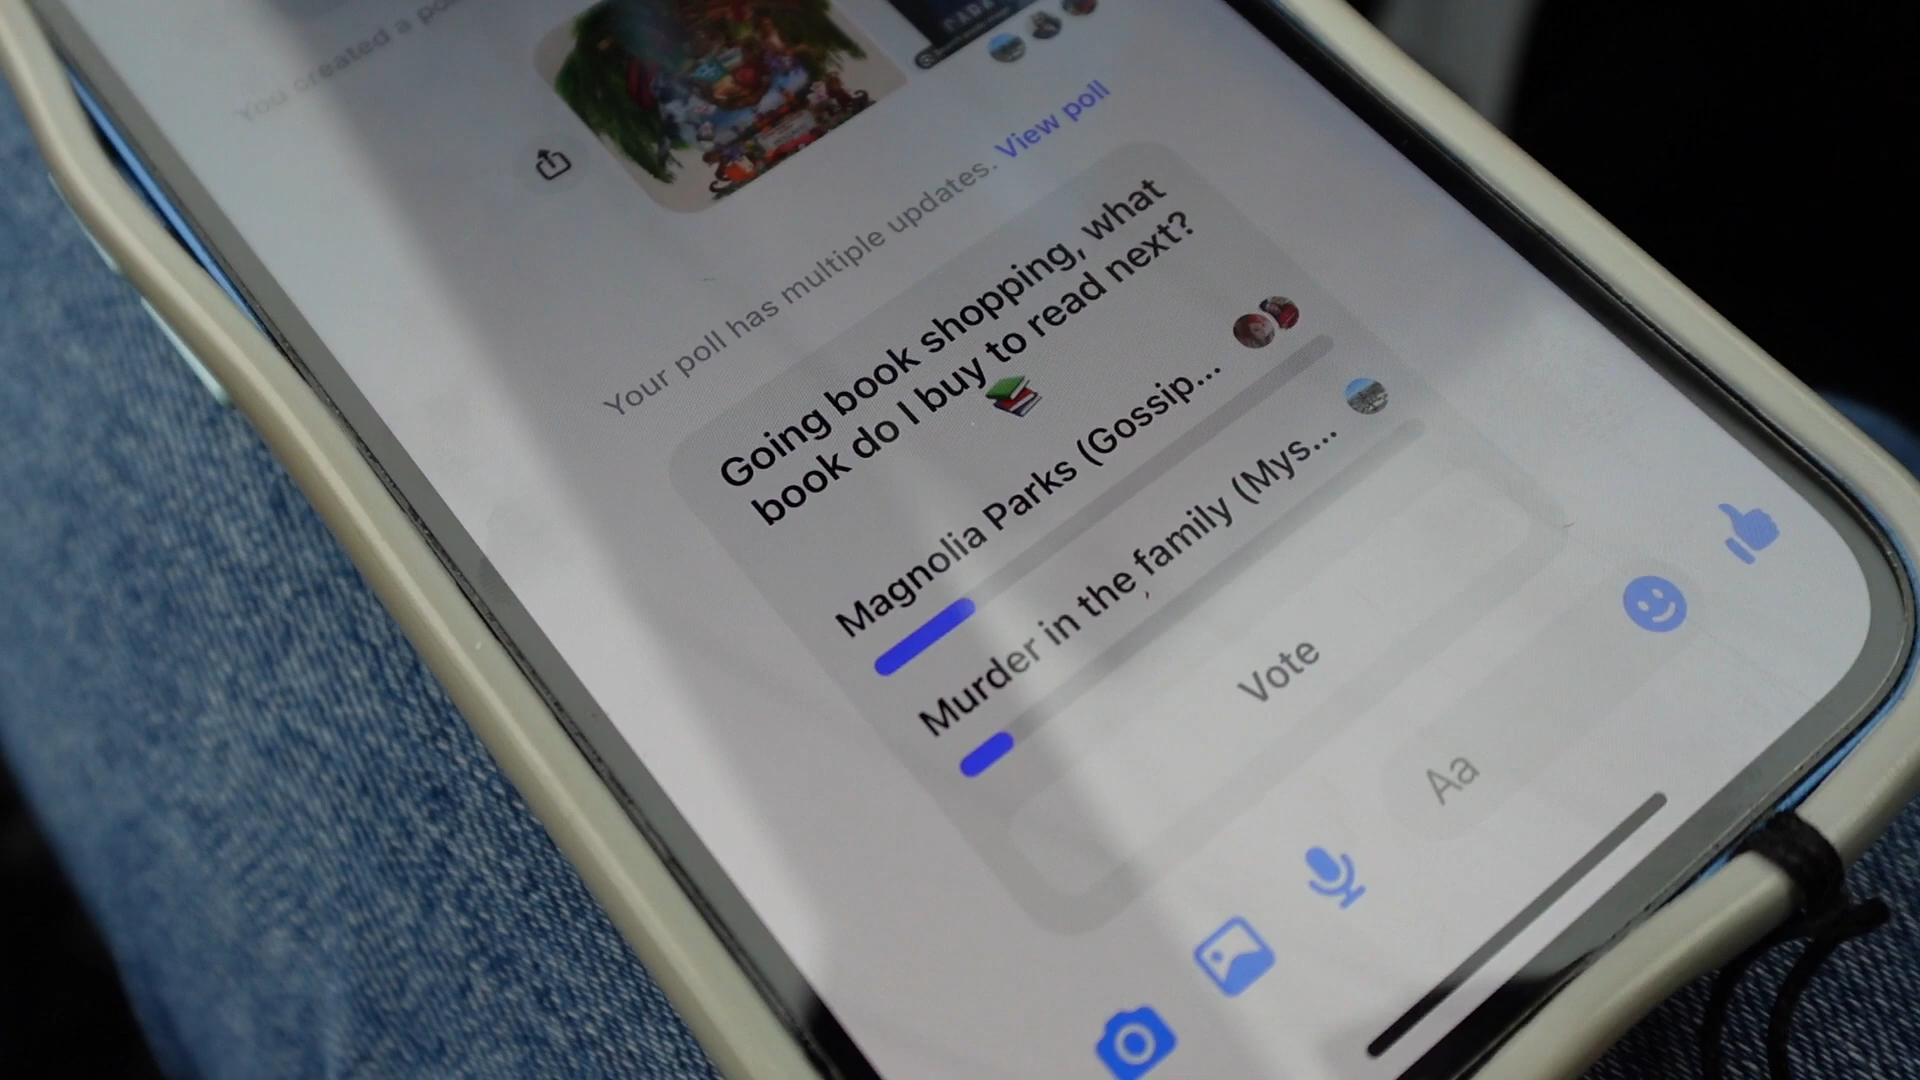 You created a po
CARA
Your poll has multiple updates. View poll
Going book shopping, what
book do I buy to read next?
📚
Magnolia Parks (Gossip...
Murder in the family (Mys...
Vote
Aa